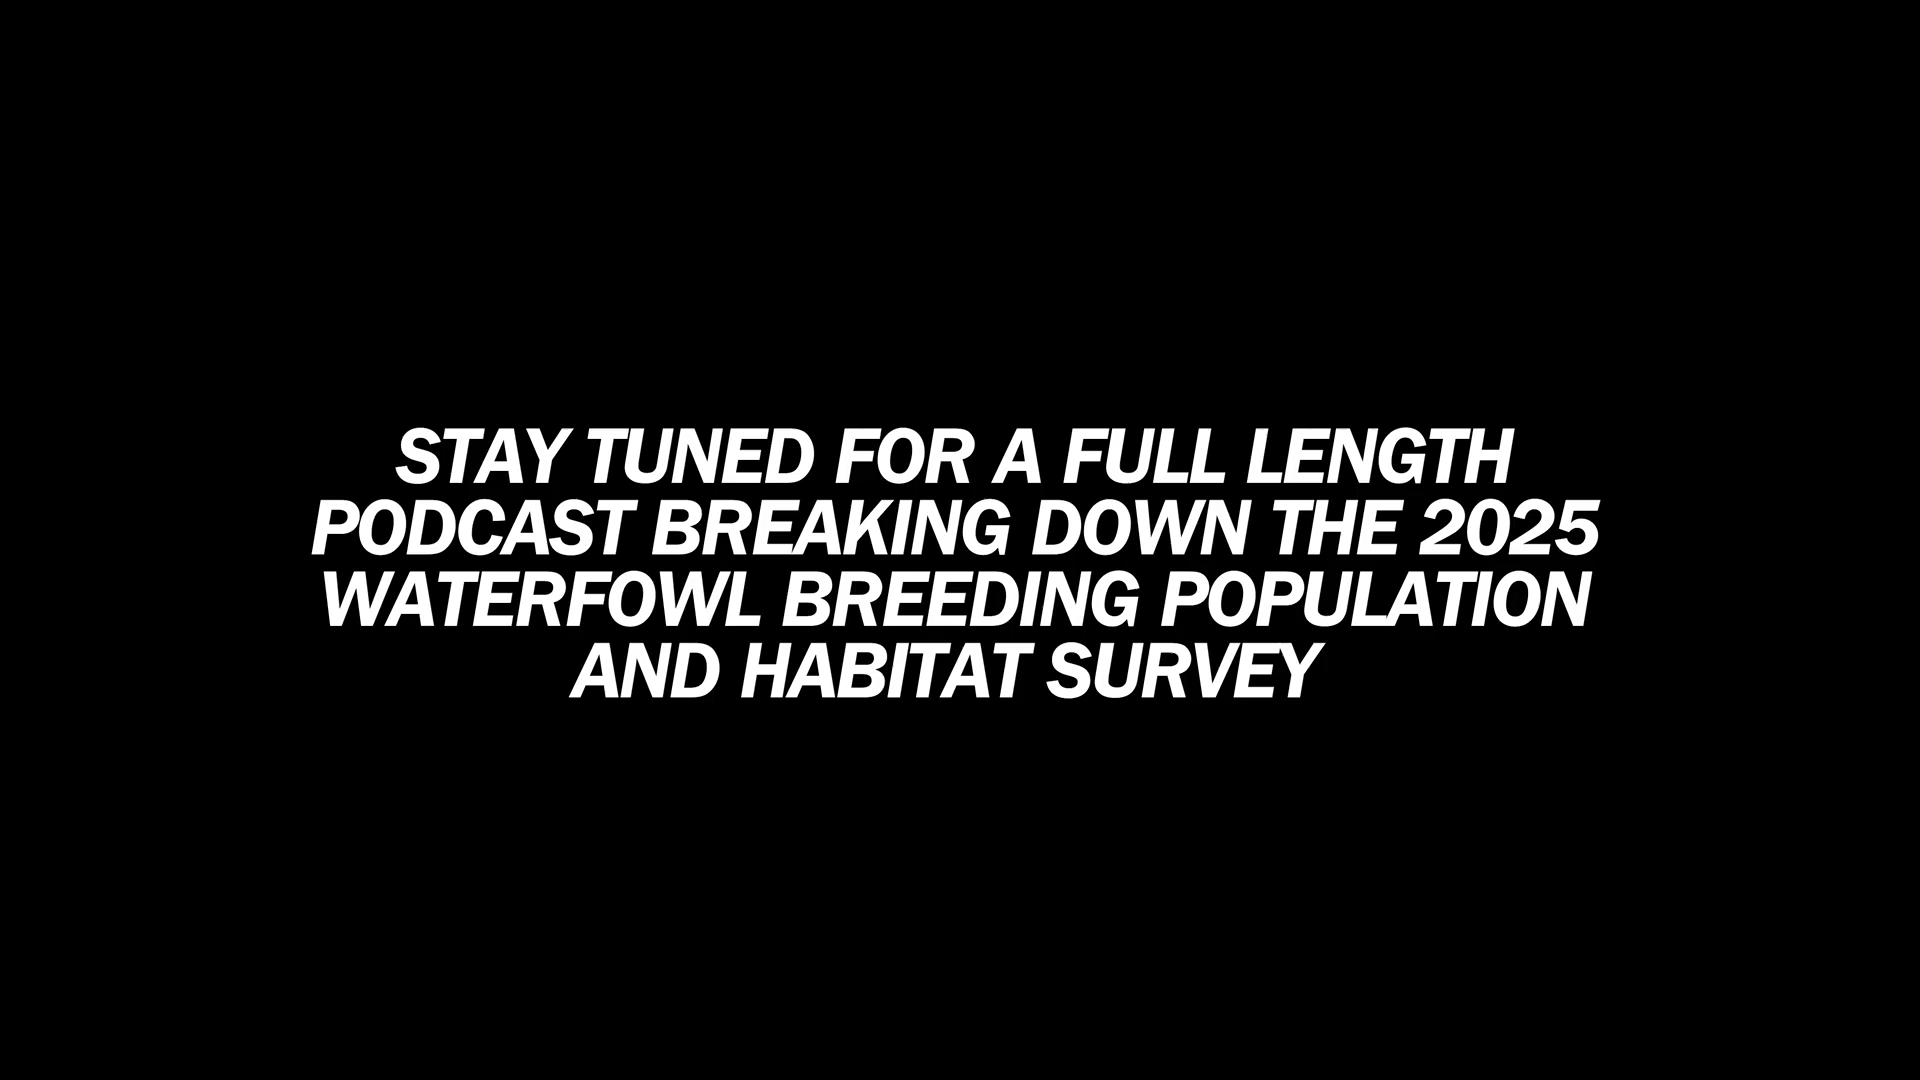 STAY TUNED FOR A FULL LENGTH
PODCAST BREAKING DOWN THE 2025
WATERFOWL BREEDING POPULATION
AND HABITAT SURVEY